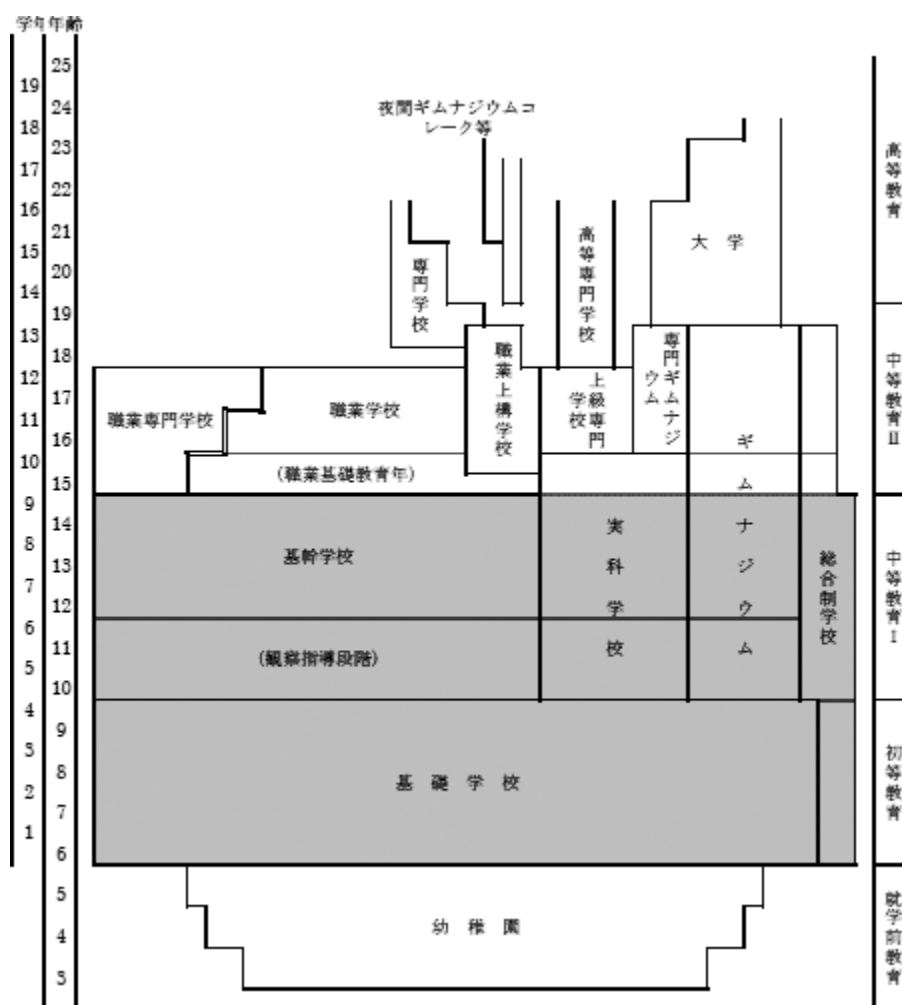 学年年齢
25
19
24
18
23
17
22
16
21
15
20
14
19
13
18
12
17
11
16
10
15
9
14
8
13
7
12
6
11
5
10
4
9
3
8
2
7
1
6
5
4
3
夜間ギムナジウムコ
レーク等
専門学校
高等専門学校
大学
職業専門学校
職業学校
(職業基礎教育年)
職業上構学校
上級専門
学校
専門ギムナジ
ウム
ギムナジウム
基幹学校
(観察指導段階)
実科学校
総合制学校
基礎学校
幼稚園
高等教育
中等教育II
中等教育I
初等教育
就学前教育